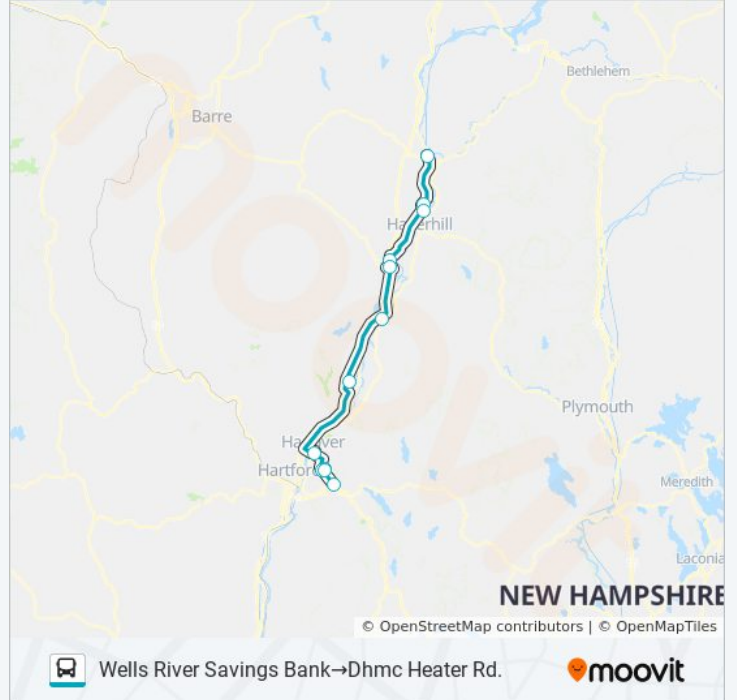 Bethlehem
Barre
Haverhill
Plymouth
Hanover
Hartford
Meredith
Laconia
NEW HAMPSHIRE
© OpenStreetMap contributors | © OpenMapTiles
Wells River Savings Bank→Dhmc Heater Rd.
moovit